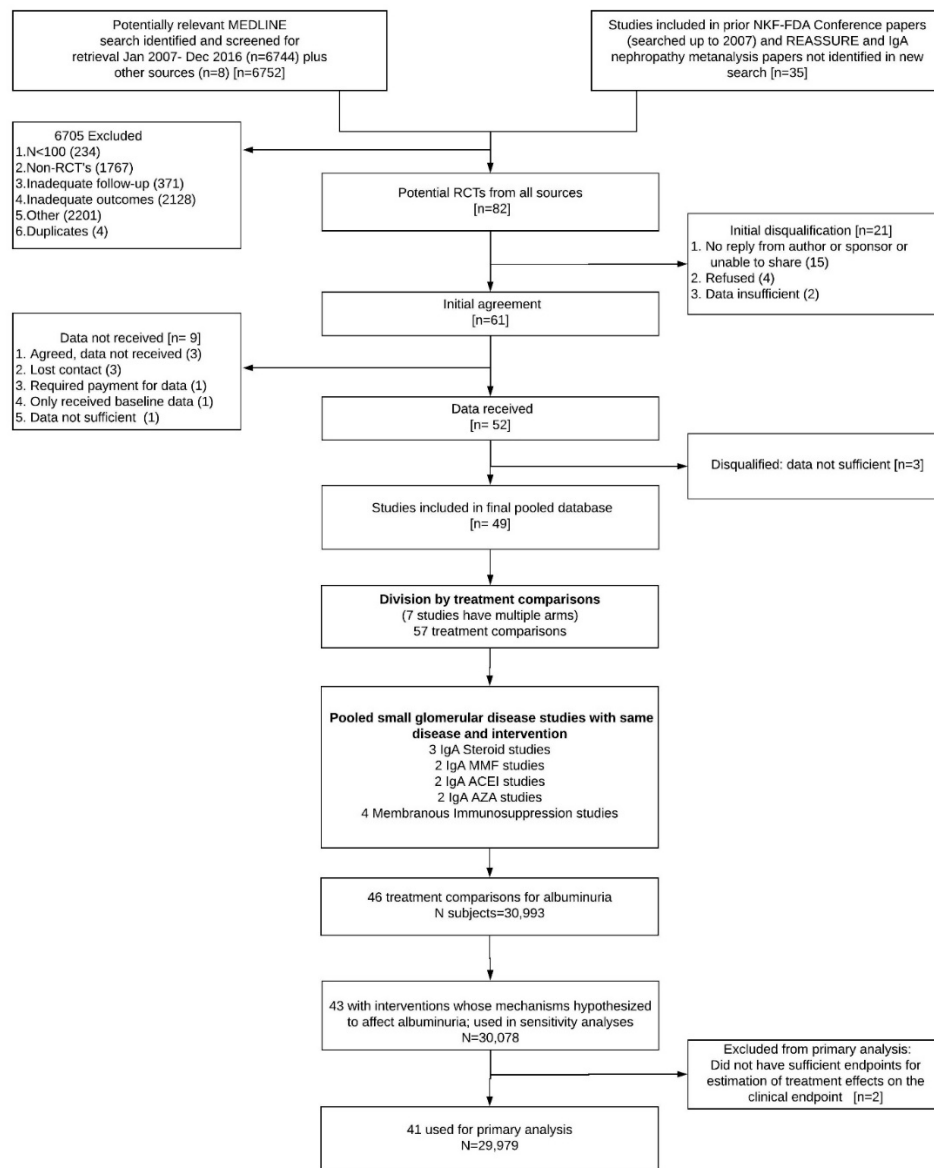 Potentially relevant MEDLINE
search identified and screened for
retrieval Jan 2007- Dec 2016 (n=6744) plus
other sources (n=8) [n=6752]
Studies included in prior NKF-FDA Conference papers
(searched up to 2007) and REASSURE and IgA
nephropathy metanalysis papers not identified in new
search [n=35]
6705 Excluded
1.N<100 (234)
2.Non-RCT's (1767)
3.Inadequate follow-up (371)
4.Inadequate outcomes (2128)
5.Other (2201)
6.Duplicates (4)
Potential RCTs from all sources
[n=82]
Initial disqualification [n=21]
1. No reply from author or sponsor or
unable to share (15)
2. Refused (4)
3. Data insufficient (2)
Initial agreement
[n=61]
Data not received [n= 9]
1. Agreed, data not received (3)
2. Lost contact (3)
3. Required payment for data (1)
4. Only received baseline data (1)
5. Data not sufficient (1)
Data received
[n= 52]
Disqualified: data not sufficient [n=3]
Studies included in final pooled database
[n= 49]
Division by treatment comparisons
(7 studies have multiple arms)
57 treatment comparisons
Pooled small glomerular disease studies with same
disease and intervention
3 IgA Steroid studies
2 IgA MMF studies
2 IgA ACEI studies
2 IgA AZA studies
4 Membranous Immunosuppression studies
46 treatment comparisons for albuminuria
N subjects=30,993
43 with interventions whose mechanisms hypothesized
to affect albuminuria; used in sensitivity analyses
N=30,078
Excluded from primary analysis:
Did not have sufficient endpoints for
estimation of treatment effects on the
clinical endpoint [n=2]
41 used for primary analysis
N=29,979